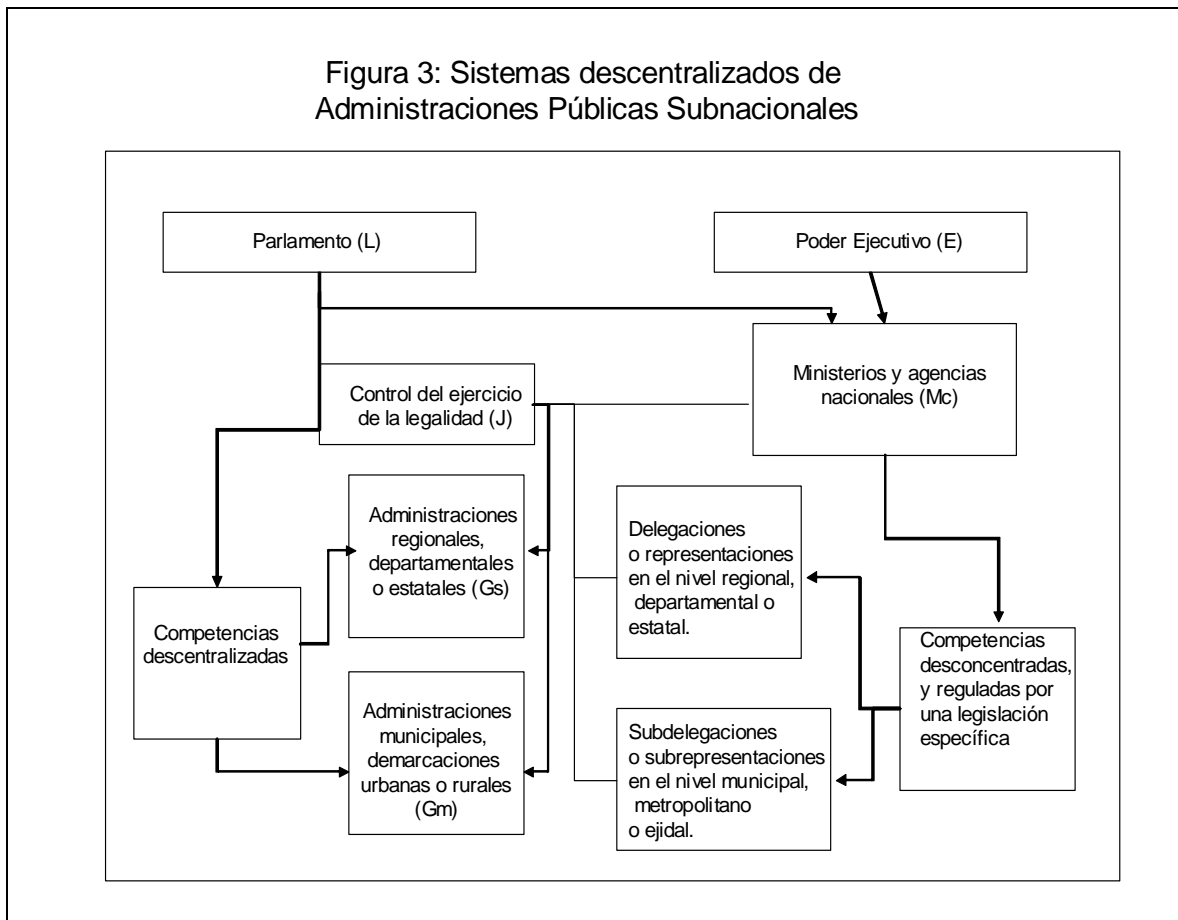 Figura 3: Sistemas descentralizados de
Administraciones Públicas Subnacionales
Parlamento (L)
Poder Ejecutivo (E)
Control del ejercicio
de la legalidad (J)
Ministerios y agencias
nacionales (Mc)
Administraciones
regionales,
departamentales
o estatales (Gs)
Delegaciones
o representaciones
en el nivel regional,
departamental o
estatal.
Competencias
descentralizadas
Competencias
desconcentradas,
y reguladas por
una legislación
específica
Administraciones
municipales,
demarcaciones
urbanas o rurales
(Gm)
Subdelegaciones
o subrepresentaciones
en el nivel municipal,
metropolitano
o ejidal.